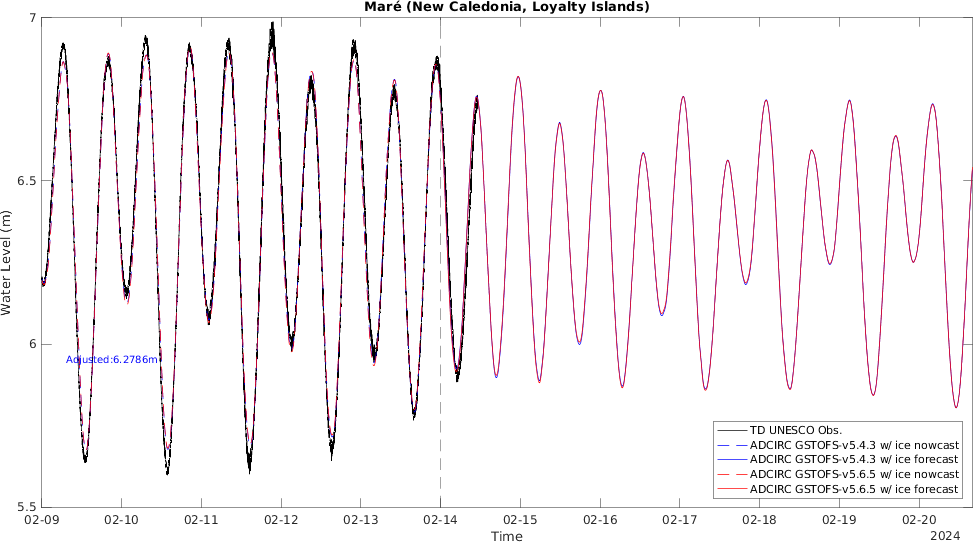 Maré (New Caledonia, Loyalty Islands)
7
6.5
6
5.5
Water Level (m)
Adjusted:6.2786m
TD UNESCO Obs.
ADCIRC GSTOFS-v5.4.3 w/ ice nowcast
ADCIRC GSTOFS-v5.4.3 w/ ice forecast
ADCIRC GSTOFS-v5.6.5 w/ ice nowcast
ADCIRC GSTOFS-v5.6.5 w/ ice forecast
02-09 02-10 02-11 02-12 02-13 02-14 02-15 02-16 02-17 02-18 02-19 02-20
Time
2024